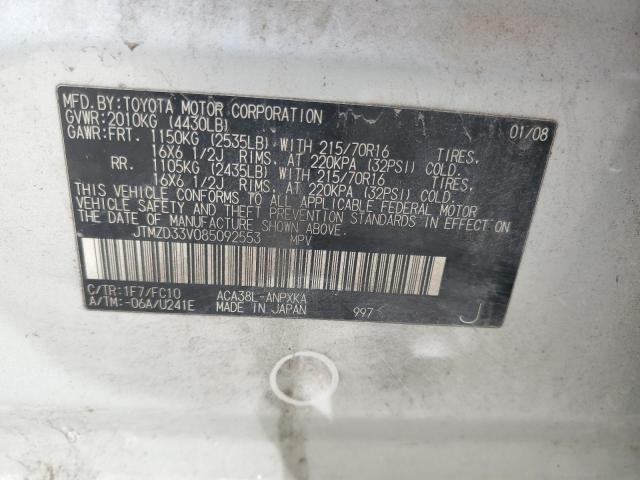 MFD.BY:TOYOTA MOTOR CORPORATION 01/08
GVWR:2010KG (4430LB)
GAWR:FRT. 1150KG (2535LB) WITH 215/70R16 TIRES,
16X6 1/2J RIMS, AT 220KPA (32PSI) COLD.
RR. 1105KG (2435LB) WITH 215/70R16 TIRES,
16X6 1/2J RIMS, AT 220KPA (32PSI) COLD.
THIS VEHICLE CONFORMS TO ALL APPLICABLE FEDERAL MOTOR
VEHICLE SAFETY AND THEFT PREVENTION STANDARDS IN EFFECT ON
THE DATE OF MANUFACTURE SHOWN ABOVE.
JTMZD33V085092553 MPV
C/TR:1F7/FC10 ACA38L-ANPXKA
A/TM:-06A/U241E MADE IN JAPAN 997 J